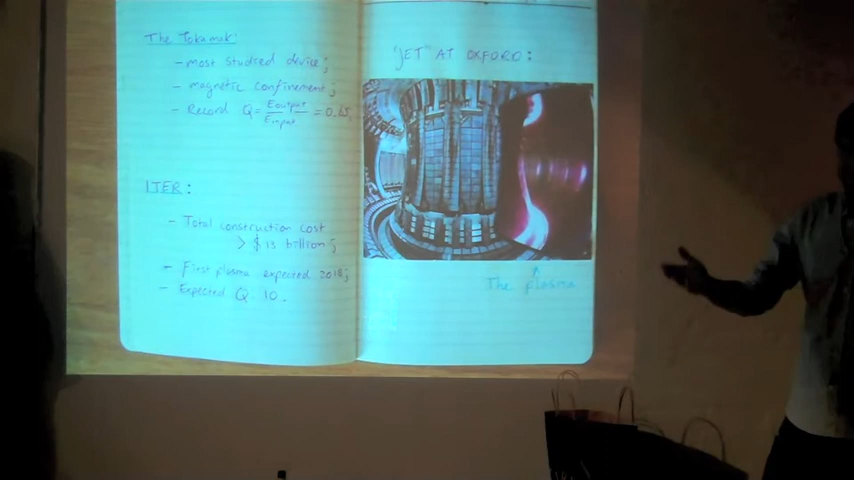 The Tokamak:
- most studied device;
- magnetic confinement;
- Record Q = Eoutput / Einput = 0.65;
ITER:
- Total construction cost
> $ 13 billion;
- First plasma expected 2018;
- Expected Q 10.
"JET" AT OXFORD:
The plasma